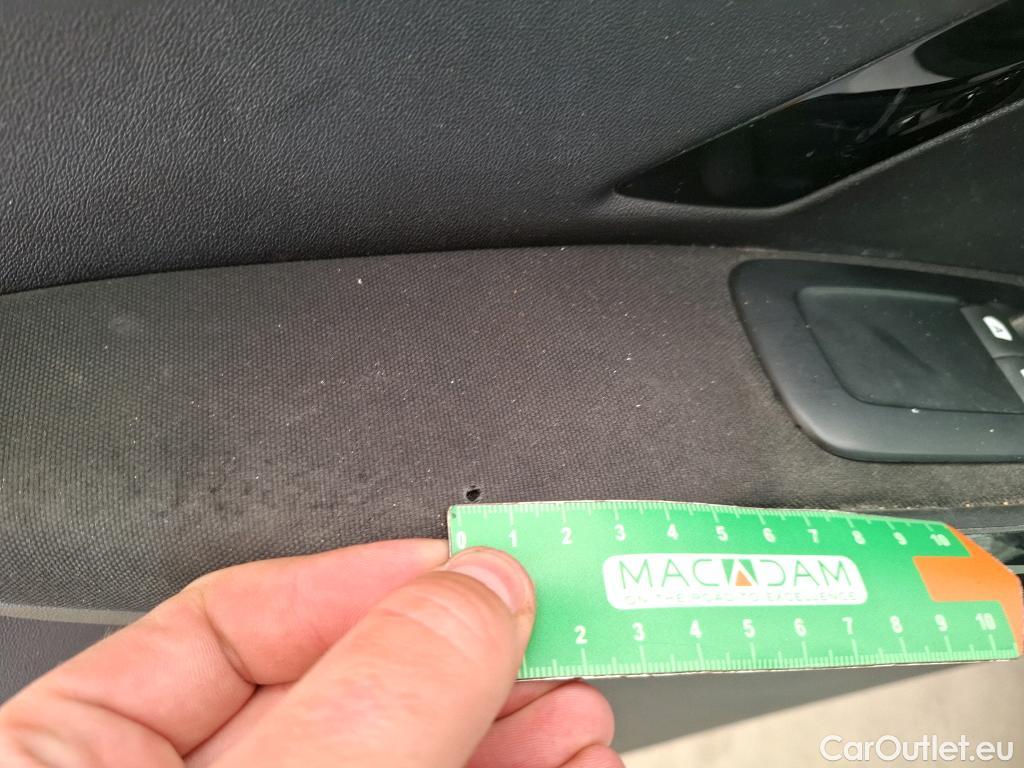 A
0 1 2 3 4 5 6 7 8 9 10
MACADAM
ON THE ROAD TO EXCELLENCE
2 3 4 5 6 7 8 9 10
CarOutlet.eu